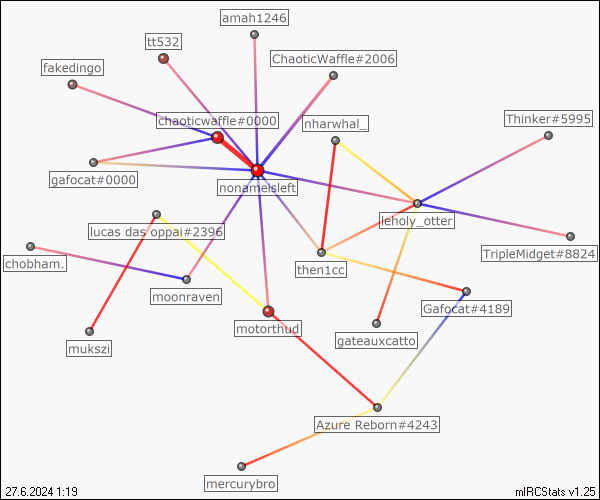 amah1246
tt532
ChaoticWaffle#2006
fakedingo
chaoticwaffle#0000
nharwhal_
Thinker#5995
gafocat#0000
nonameisleft
leholy_otter
lucas das oppai#2396
TripleMidget#8824
chobham.
then1cc
moonraven
Gafocat#4189
motorthud
gateauxcatto
mukszi
Azure Reborn#4243
mercurybro
27.6.2024 1:19
mIRCStats v1.25